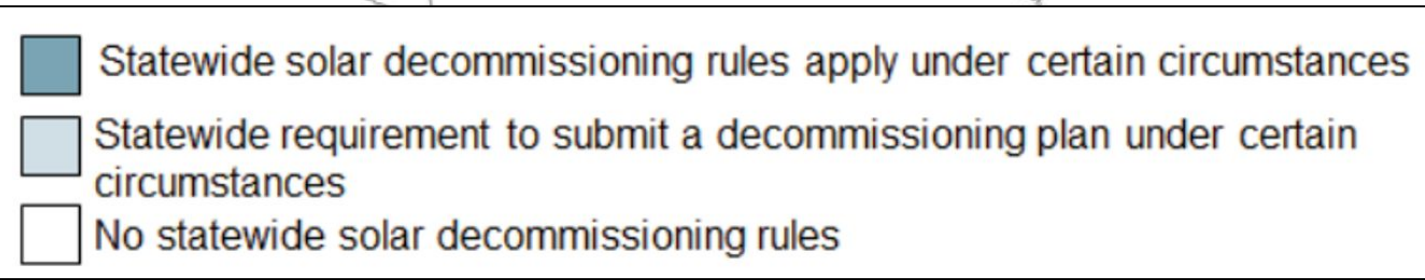 Statewide solar decommissioning rules apply under certain circumstances
Statewide requirement to submit a decommissioning plan under certain
circumstances
No statewide solar decommissioning rules